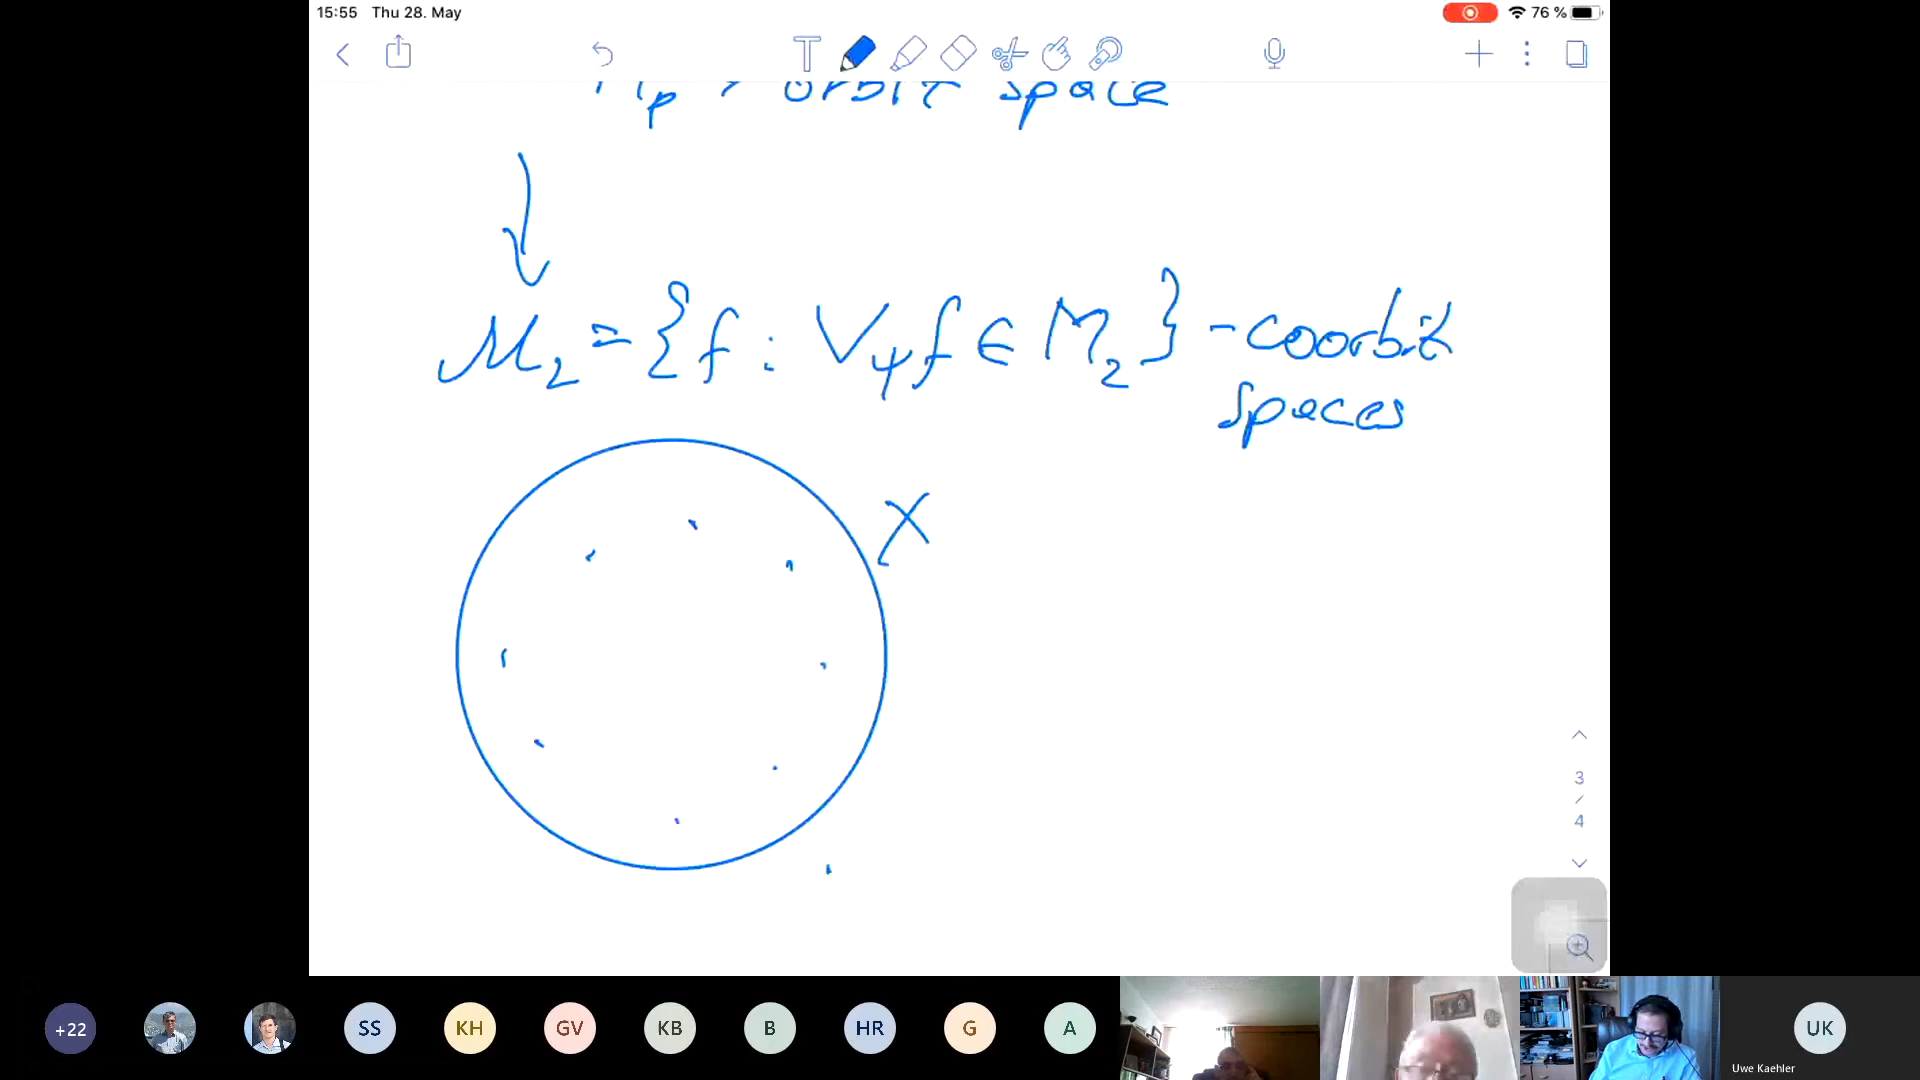 15:55 Thu 28. May 76 %
T
orbit space
M₂ = { f : V_ψ f ∈ M₂ } - coorbit
spaces
X
3
/
4
+22 SS KH GV KB B HR G A UK
Uwe Kaehler